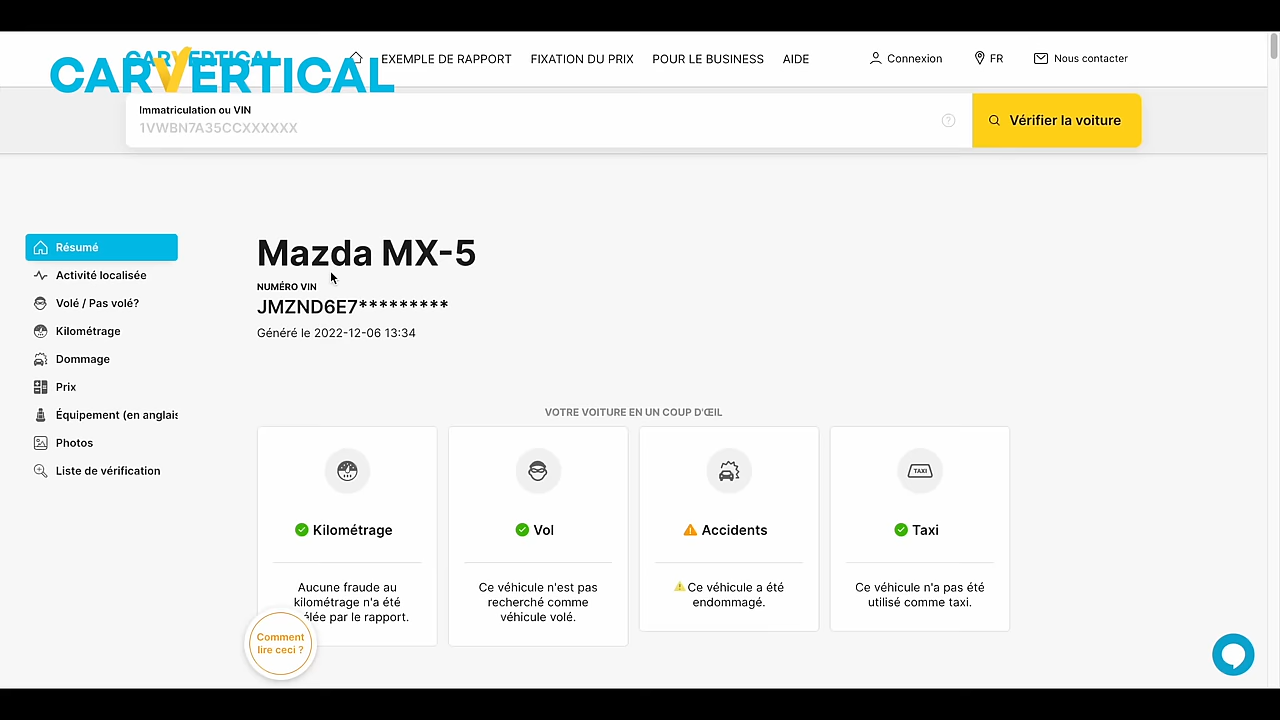 CARVERTICAL
CARVERTICAL
EXEMPLE DE RAPPORT
FIXATION DU PRIX
POUR LE BUSINESS
AIDE
Connexion
FR
Nous contacter
Immatriculation ou VIN
1VWBN7A35CCXXXXXX
?
Vérifier la voiture
Résumé
Activité localisée
Volé / Pas volé?
Kilométrage
Dommage
Prix
Équipement (en anglais
Photos
Liste de vérification
Mazda MX-5
NUMÉRO VIN
JMZND6E7*********
Généré le 2022-12-06 13:34
VOTRE VOITURE EN UN COUP D'ŒIL
Kilométrage
Aucune fraude au
kilométrage n'a été
élée par le rapport.
Vol
Ce véhicule n'est pas
recherché comme
véhicule volé.
Accidents
Ce véhicule a été
endommagé.
TAXI
Taxi
Ce véhicule n'a pas été
utilisé comme taxi.
Comment
lire ceci ?